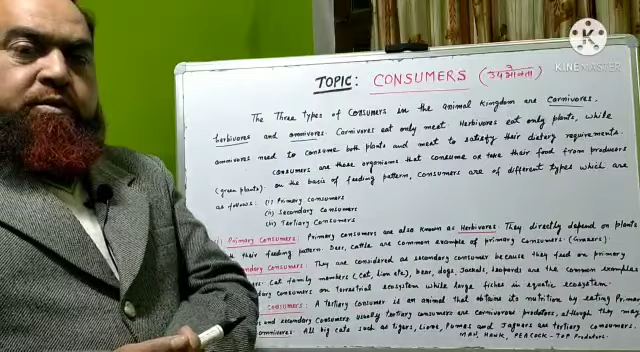 KINEMASTER
TOPIC: CONSUMERS (उपभोक्ता)
The Three types of Consumers in the animal Kingdom are Carnivores,
herbivores and omnivores. Carnivores eat only meat. Herbivores eat only plants, while
omnivores need to consume both plants and meat to satisfy their dietary requirements.
Consumers are those organisms that consume or take their food from producers
(green plants). On the basis of feeding pattern, Consumers are of different types which are
as follows: (i) Primary Consumers
(ii) Secondary Consumers
(iii) Tertiary Consumers
Primary Consumers: Primary Consumers are also known as Herbivores. They directly depend on plants
their feeding pattern. Deer, cattle are common example of primary consumers (Grazers)
Consumers: They are considered as secondary consumer because they feed on primary
Cat family members (Cat, Lion etc), bear, dogs, Jackals, leopards are the common examples
consumers on terrestrial ecosystem while large fishes in aquatic ecosystem.
Consumers: A Tertiary Consumer is an animal that obtains its nutrition by eating Primary
and secondary Consumers usually tertiary consumers are Carnivorous predators, although they may
omnivores. All big cats such as tigers, Lions, Pumas and Jaguars are tertiary Consumers.
MAN, HAWK, PEACOCK - Top Predators.